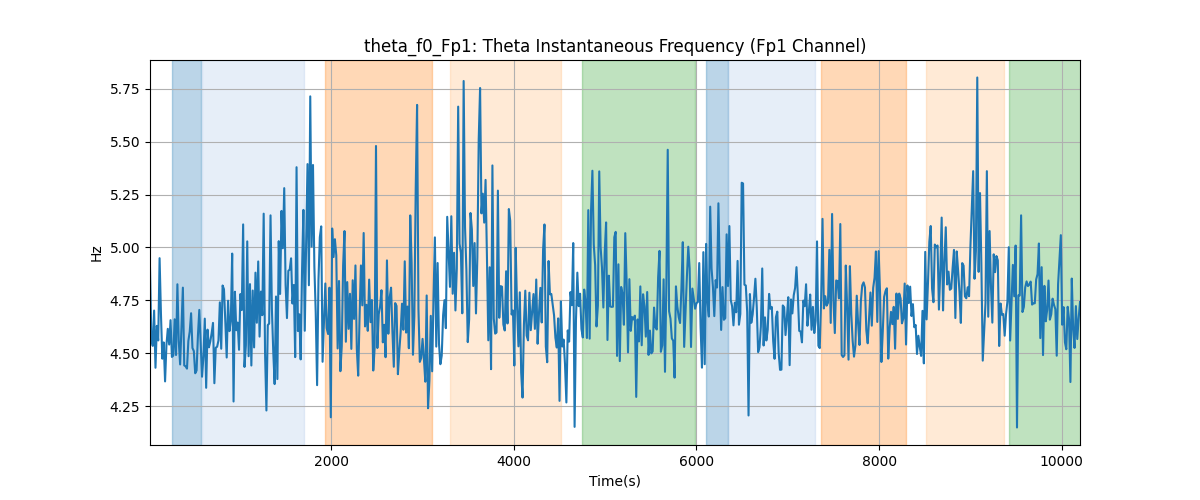 theta_f0_Fp1: Theta Instantaneous Frequency (Fp1 Channel)
5.75
5.50
5.25
5.00
4.75
4.50
4.25
Hz
2000 4000 6000 8000 10000
Time(s)